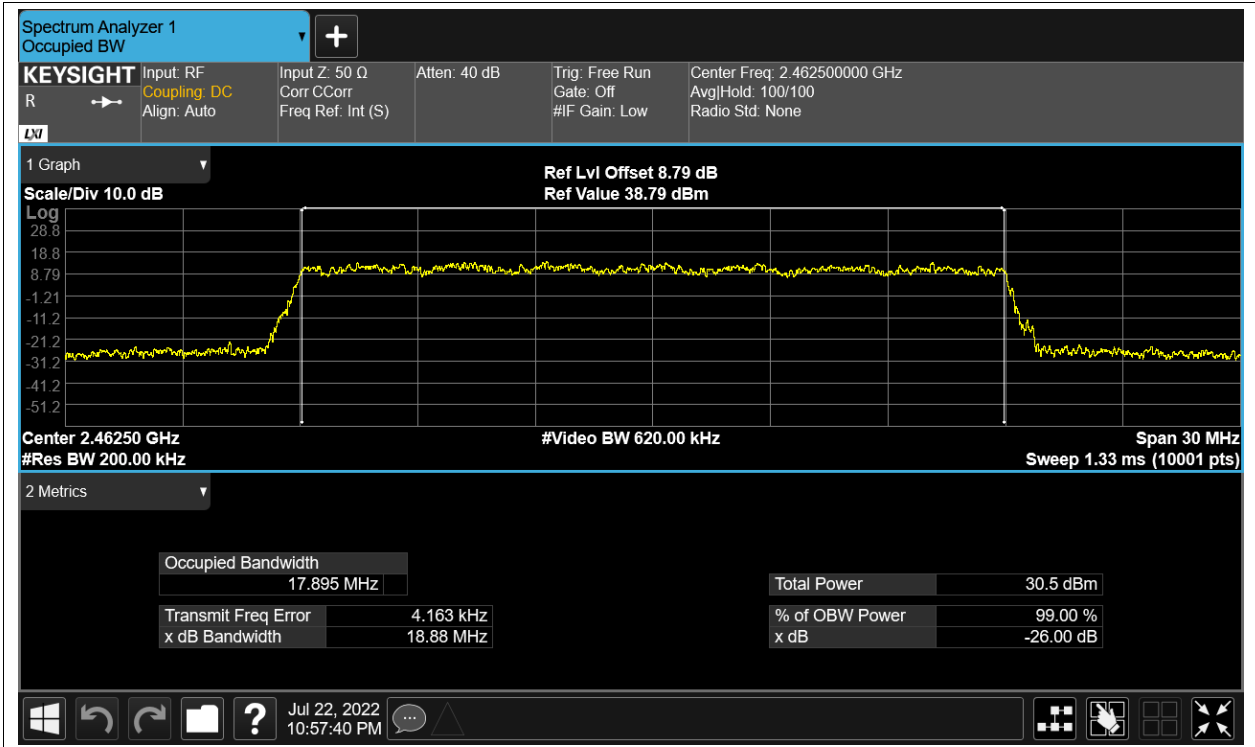 Spectrum Analyzer 1
Occupied BW
KEYSIGHT
R
LXI
Input: RF
Coupling: DC
Align: Auto
Input Z: 50 Ω
Corr CCorr
Freq Ref: Int (S)
Atten: 40 dB
Trig: Free Run
Gate: Off
#IF Gain: Low
Center Freq: 2.462500000 GHz
Avg|Hold: 100/100
Radio Std: None
1 Graph
Scale/Div 10.0 dB
Ref Lvl Offset 8.79 dB
Ref Value 38.79 dBm
Log
28.8
18.8
8.79
-1.21
-11.2
-21.2
-31.2
-41.2
-51.2
Center 2.46250 GHz
#Video BW 620.00 kHz
Span 30 MHz
#Res BW 200.00 kHz
Sweep 1.33 ms (10001 pts)
2 Metrics
Occupied Bandwidth
17.895 MHz
Total Power 30.5 dBm
Transmit Freq Error 4.163 kHz
% of OBW Power 99.00 %
x dB Bandwidth 18.88 MHz
x dB -26.00 dB
?
Jul 22, 2022
10:57:40 PM